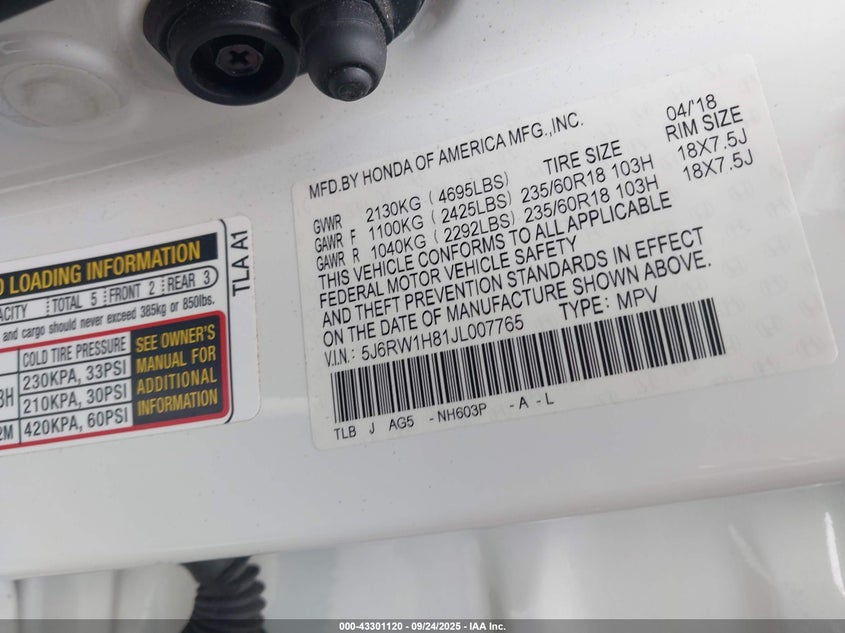 MFD.BY HONDA OF AMERICA MFG.,INC. 04/'18
TIRE SIZE RIM SIZE
GVWR 2130KG ( 4695LBS)
GAWR F 1100KG ( 2425LBS) 235/60R18 103H 18X7.5J
GAWR R 1040KG ( 2292LBS) 235/60R18 103H 18X7.5J
THIS VEHICLE CONFORMS TO ALL APPLICABLE
FEDERAL MOTOR VEHICLE SAFETY
AND THEFT PREVENTION STANDARDS IN EFFECT
ON THE DATE OF MANUFACTURE SHOWN ABOVE.
V.I.N.: 5J6RW1H81JL007765 TYPE: MPV
TLB J AG5 -NH603P -A -L
LOADING INFORMATION
TOTAL 5 FRONT 2 REAR 3
and cargo should never exceed 385kg or 850lbs.
COLD TIRE PRESSURE
230KPA, 33PSI
210KPA, 30PSI
420KPA, 60PSI
SEE OWNER'S
MANUAL FOR
ADDITIONAL
INFORMATION
TLA A1
000-43301120 - 09/24/2025 - IAA Inc.